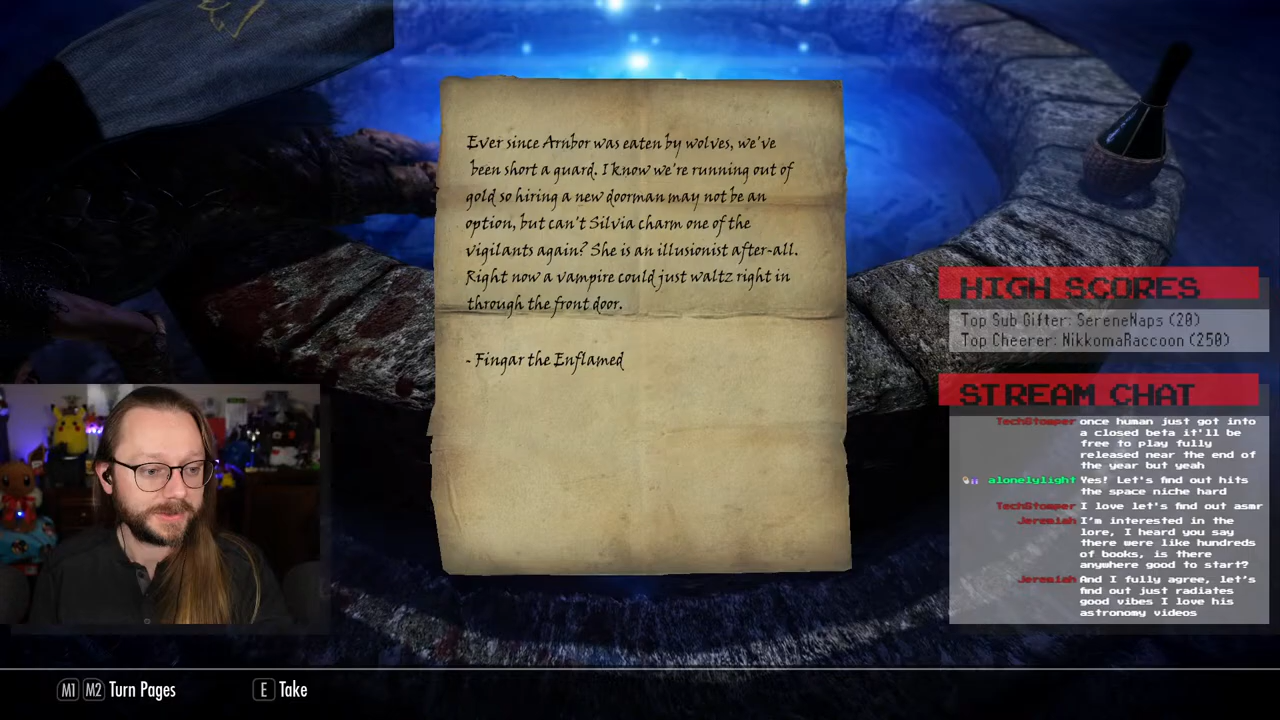 Ever since Arnbor was eaten by wolves, we've
been short a guard. I know we're running out of
gold so hiring a new doorman may not be an
option, but can't Silvia charm one of the
vigilants again? She is an illusionist after-all.
Right now a vampire could just waltz right in
through the front door.
- Fingar the Enflamed
HIGH SCORES
Top Sub Gifter: SereneNaps (20)
Top Cheerer: NikkomaRaccoon (250)
STREAM CHAT
TechStomper once human just got into
a closed beta it'll be
free to play fully
released near the end of
the year but yeah
alonelylight Yes! Let's find out hits
the space niche hard
TechStomper I love let's find out asmr
Jeremiah I'm interested in the
lore, I heard you say
there were like hundreds
of books, is there
anywhere good to start?
Jeremiah And I fully agree, let's
find out just radiates
good vibes I love his
astronomy videos
M1 M2 Turn Pages
E Take